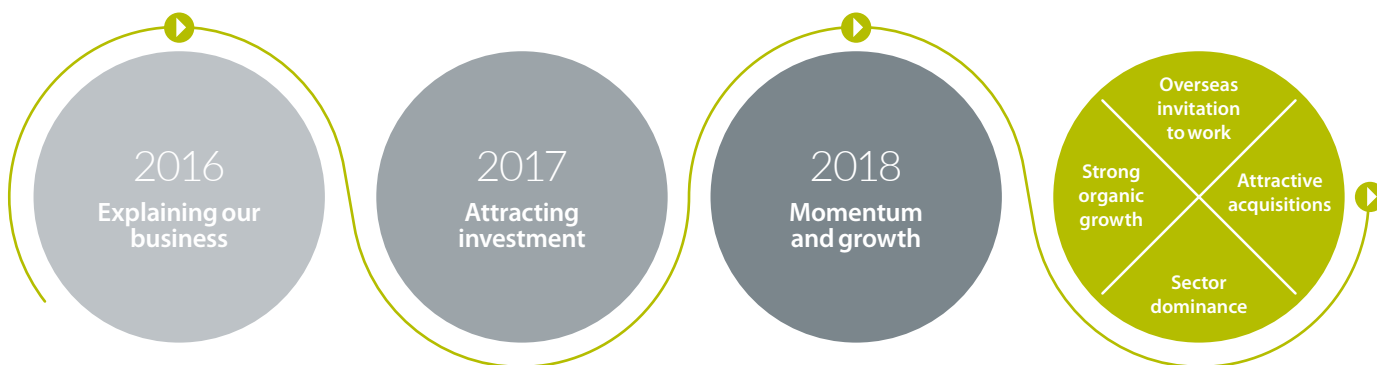 2016
Explaining our
business
2017
Attracting
investment
2018
Momentum
and growth
Overseas
invitation
to work
Strong
organic
growth
Attractive
acquisitions
Sector
dominance